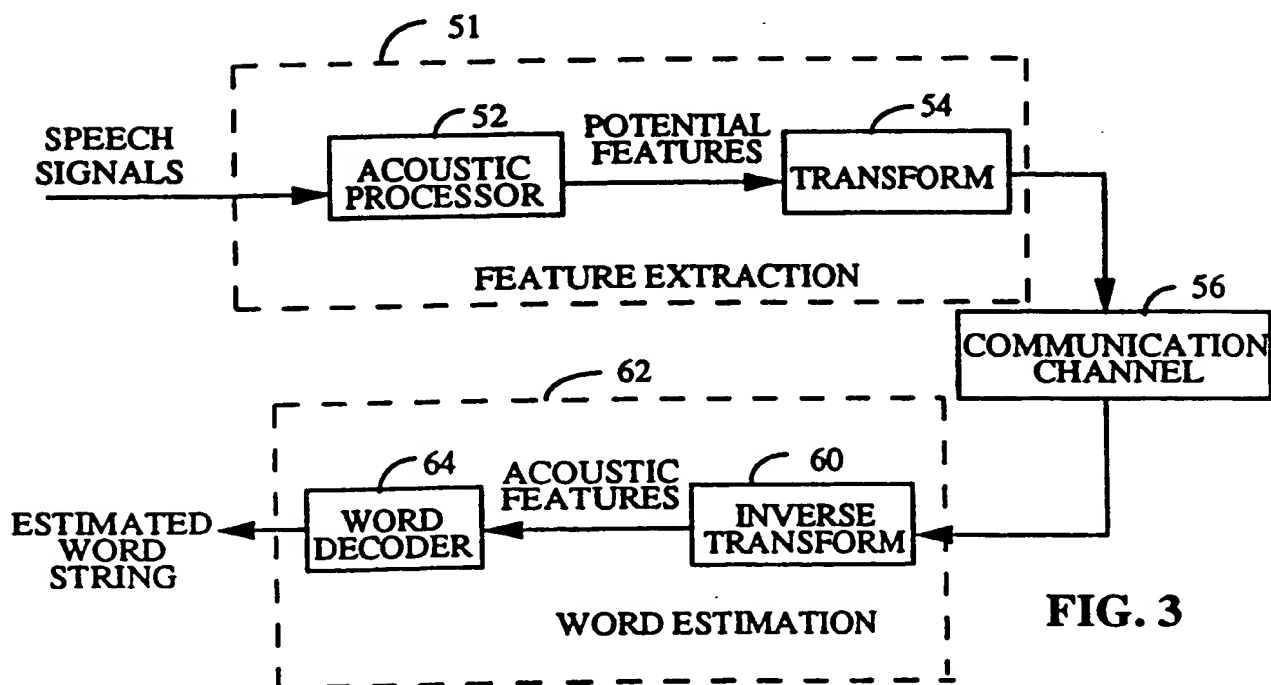 51
SPEECH
SIGNALS
52
ACOUSTIC
PROCESSOR
POTENTIAL
FEATURES
54
TRANSFORM
FEATURE EXTRACTION
56
COMMUNICATION
CHANNEL
62
64
WORD
DECODER
ACOUSTIC
FEATURES
60
INVERSE
TRANSFORM
ESTIMATED
WORD
STRING
WORD ESTIMATION
FIG. 3